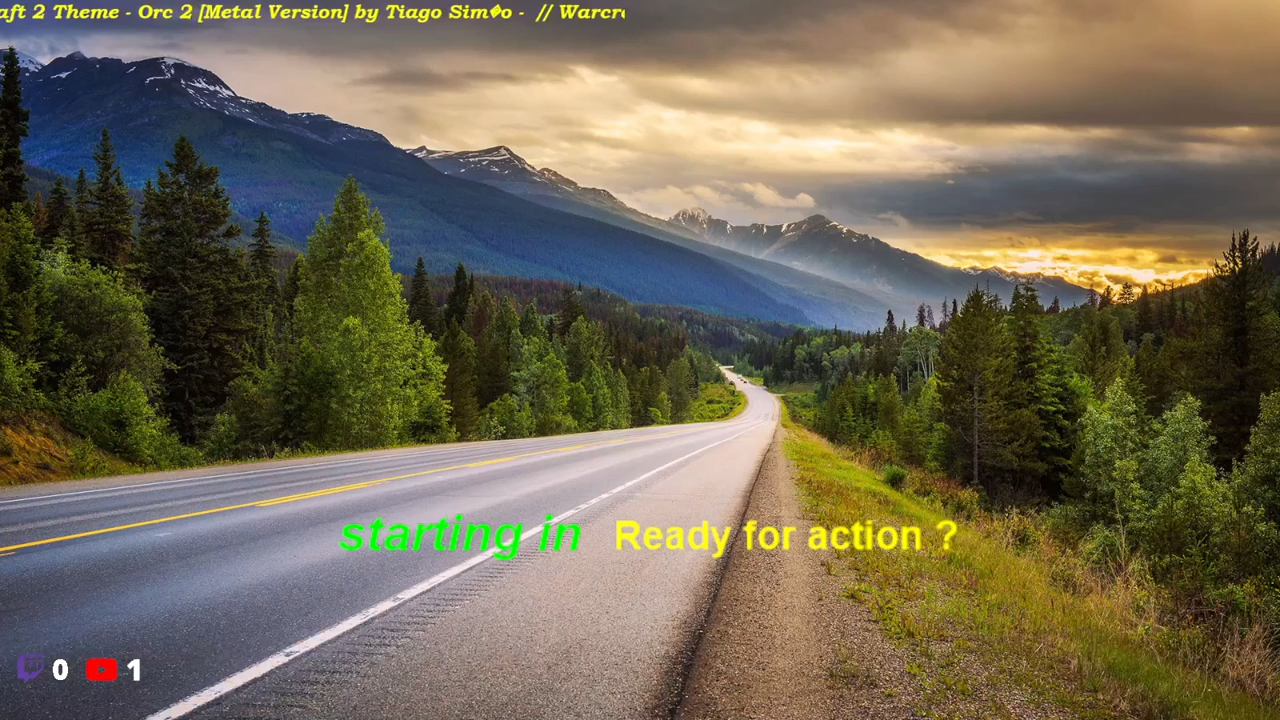 aft 2 Theme - Orc 2 [Metal Version] by Tiago Sim�o - // Warcr
starting in Ready for action ?
0 1